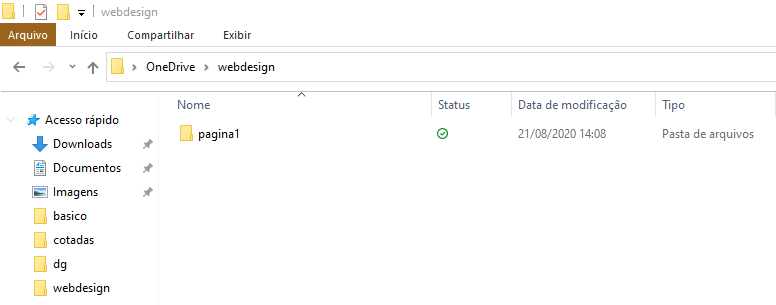 webdesign
Arquivo Início Compartilhar Exibir
OneDrive webdesign
Nome Status Data de modificação Tipo
Acesso rápido
pagina1 21/08/2020 14:08 Pasta de arquivos
Downloads
Documentos
Imagens
basico
cotadas
dg
webdesign